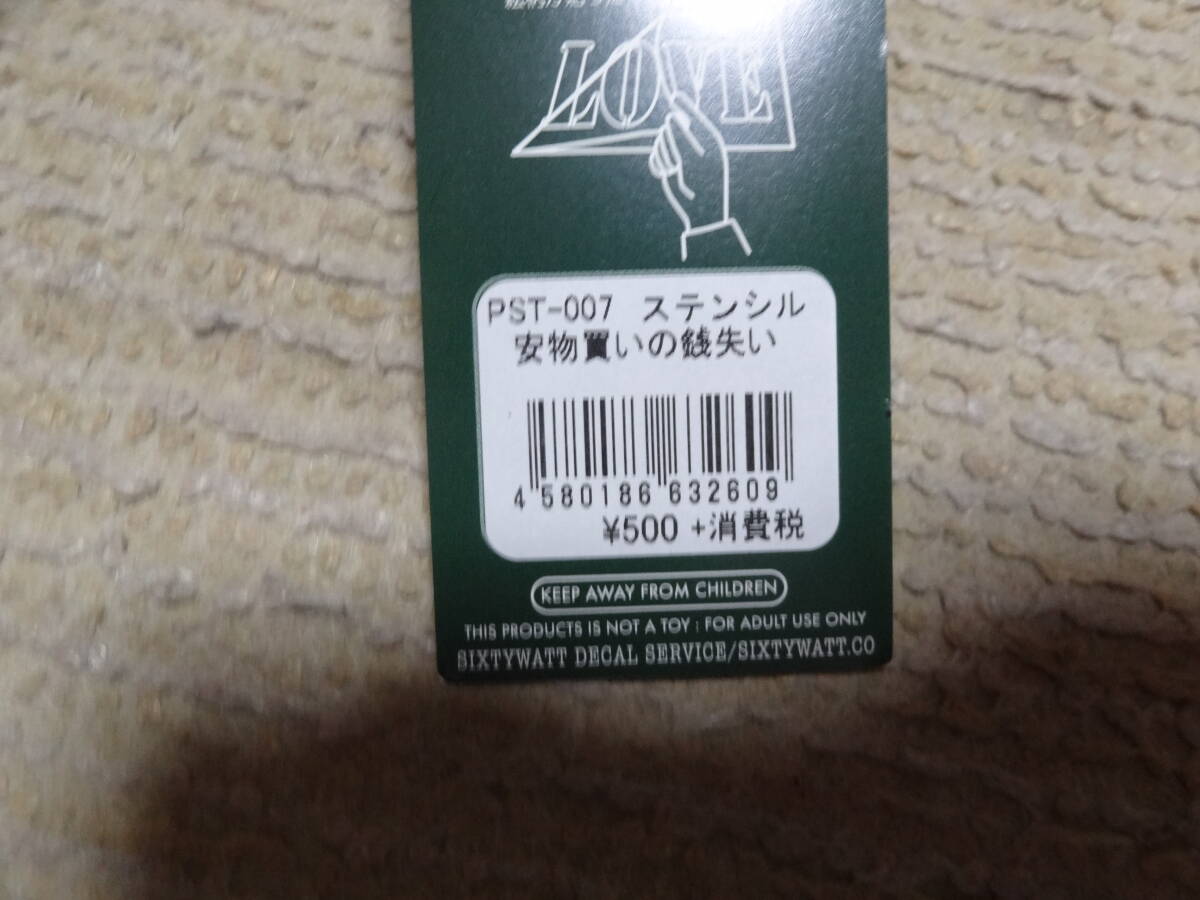 LOVE
PST-007 ステンシル
安物買いの銭失い
4 580186 632609
¥500 +消費税
KEEP AWAY FROM CHILDREN
THIS PRODUCTS IS NOT A TOY : FOR ADULT USE ONLY
SIXTYWATT DECAL SERVICE/SIXTYWATT.CO